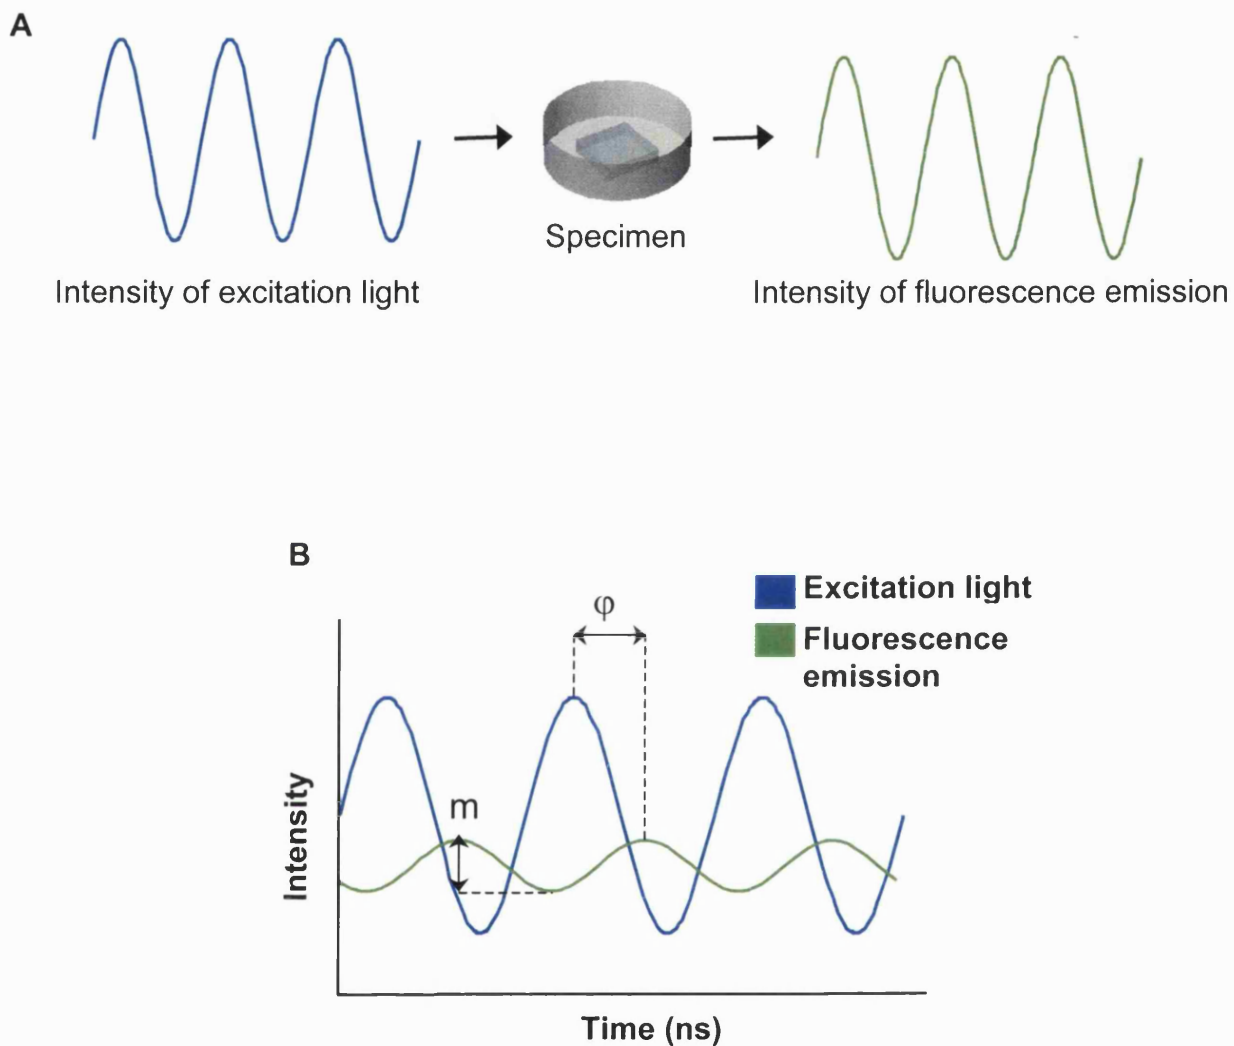 A
Specimen
Intensity of excitation light
Intensity of fluorescence emission
B
φ
Excitation light
Fluorescence
emission
m
Intensity
Time (ns)